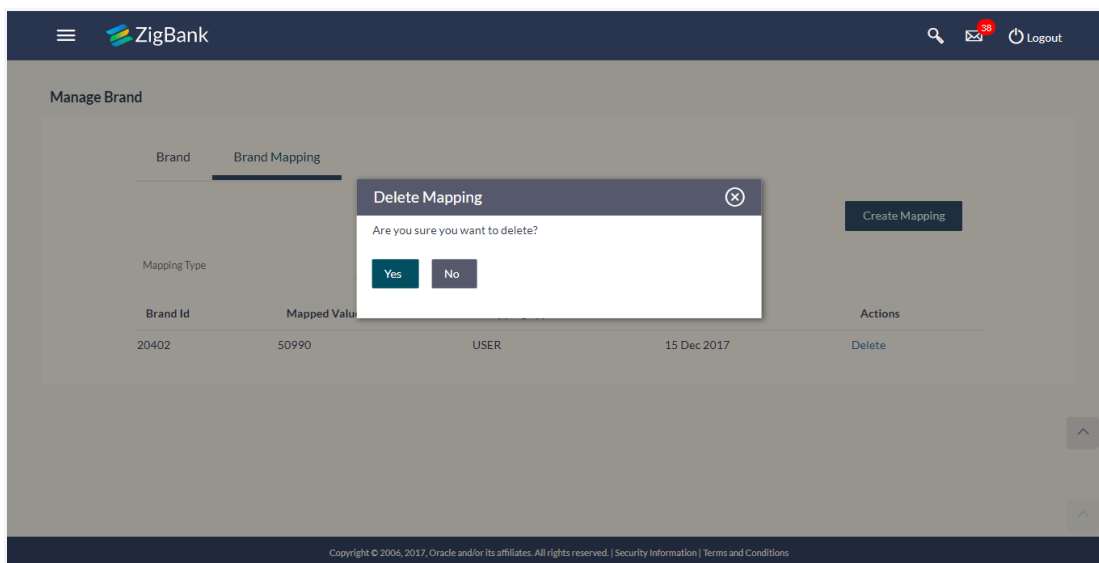 ZigBank
38
Logout
Manage Brand
Brand
Brand Mapping
Delete Mapping
Are you sure you want to delete?
Yes
No
Create Mapping
Mapping Type
Brand Id
Mapped Valu
Actions
20402
50990
USER
15 Dec 2017
Delete
Copyright © 2006, 2017, Oracle and/or its affiliates. All rights reserved. | Security Information | Terms and Conditions